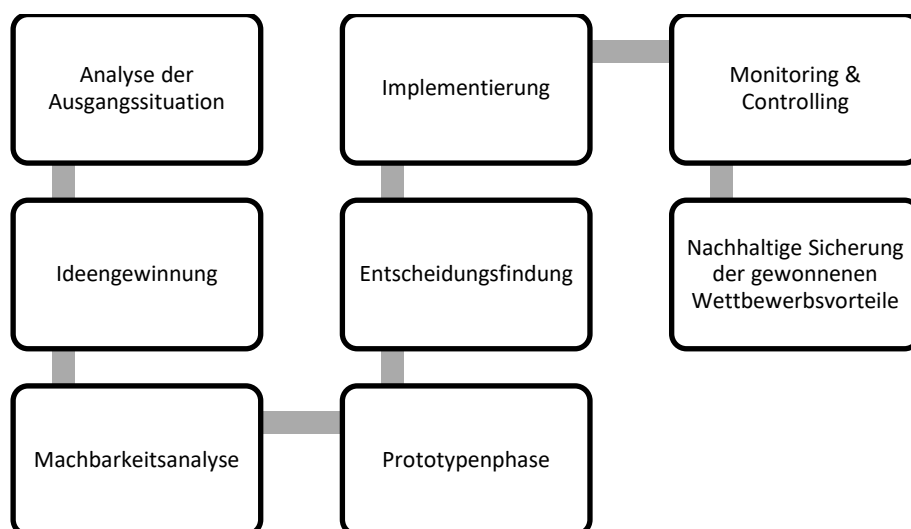 Analyse der
Ausgangssituation
Ideengewinnung
Machbarkeitsanalyse
Prototypenphase
Entscheidungsfindung
Implementierung
Monitoring &
Controlling
Nachhaltige Sicherung
der gewonnenen
Wettbewerbsvorteile